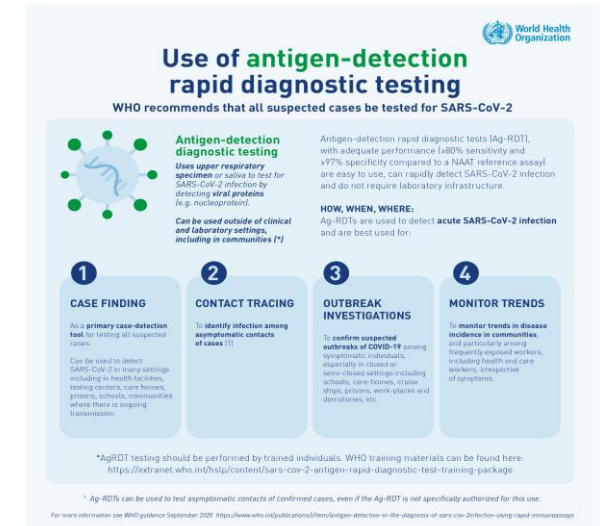 World Health
Organization
Use of antigen-detection
rapid diagnostic testing
WHO recommends that all suspected cases be tested for SARS-CoV-2
Antigen-detection
diagnostic testing
Uses upper respiratory
specimen or saliva to test for
SARS-CoV-2 infection by
detecting viral proteins
(e.g. nucleoprotein).
Can be used outside of clinical
and laboratory settings,
including in communities (*)
Antigen-detection rapid diagnostic tests (Ag-RDT),
with adequate performance (>80% sensitivity and
>97% specificity compared to a NAAT reference assay)
are easy to use, can rapidly detect SARS-CoV-2 infection
and do not require laboratory infrastructure.
HOW, WHEN, WHERE:
Ag-RDTs are used to detect acute SARS-CoV-2 infection
and are best used for:
1
CASE FINDING
As a primary case-detection
tool for testing all suspected
cases.
Can be used to detect
SARS-CoV-2 in many settings
including in health facilities,
testing centers, care homes,
prisons, schools, communities
where there is ongoing
transmission.
2
CONTACT TRACING
To identify infection among
asymptomatic contacts
of cases (1)
3
OUTBREAK
INVESTIGATIONS
To confirm suspected
outbreaks of COVID-19 among
symptomatic individuals,
especially in closed or
semi-closed settings including
schools, care-homes, cruise
ships, prisons, work-places and
dormitories, etc
4
MONITOR TRENDS
To monitor trends in disease
incidence in communities,
and particularly among
frequently exposed workers,
including health and care
workers, irrespective
of symptoms.
*AgRDT testing should be performed by trained individuals. WHO training materials can be found here:
https://extranet.who.int/hslp/content/sars-cov-2-antigen-rapid-diagnostic-test-training-package
¹ Ag-RDTs can be used to test asymptomatic contacts of confirmed cases, even if the Ag-RDT is not specifically authorized for this use.
For more information see WHO guidance September 2020 https://www.who.int/publications/i/item/antigen-detection-in-the-diagnosis-of-sars-cov-2infection-using-rapid-immunoassays